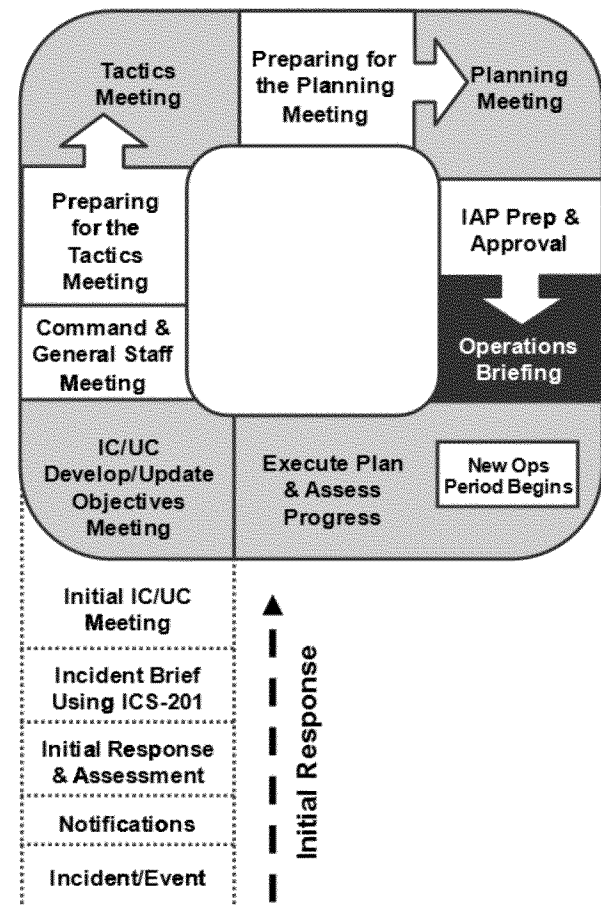 Tactics
Meeting
Preparing for
the Planning
Meeting
Planning
Meeting
Preparing
for the
Tactics
Meeting
IAP Prep &
Approval
Command &
General Staff
Meeting
Operations
Briefing
IC/UC
Develop/Update
Objectives
Meeting
Execute Plan
& Assess
Progress
New Ops
Period Begins
Initial IC/UC
Meeting
Incident Brief
Using ICS-201
Initial Response
& Assessment
Notifications
Incident/Event
Initial Response